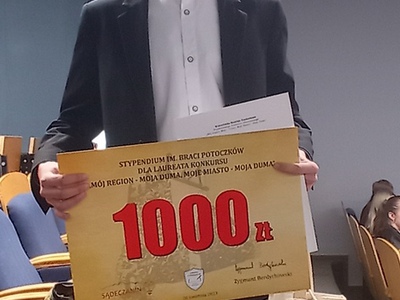 STYPENDIUM IM. BRACI POTOCZKÓW
DLA LAUREATA KONKURSU
„MÓJ REGION - MOJA DUMA, MOJE MIASTO - MOJA DUMA"
1000 zł
SĄDECZANIN
Zygmunt Berdychowski